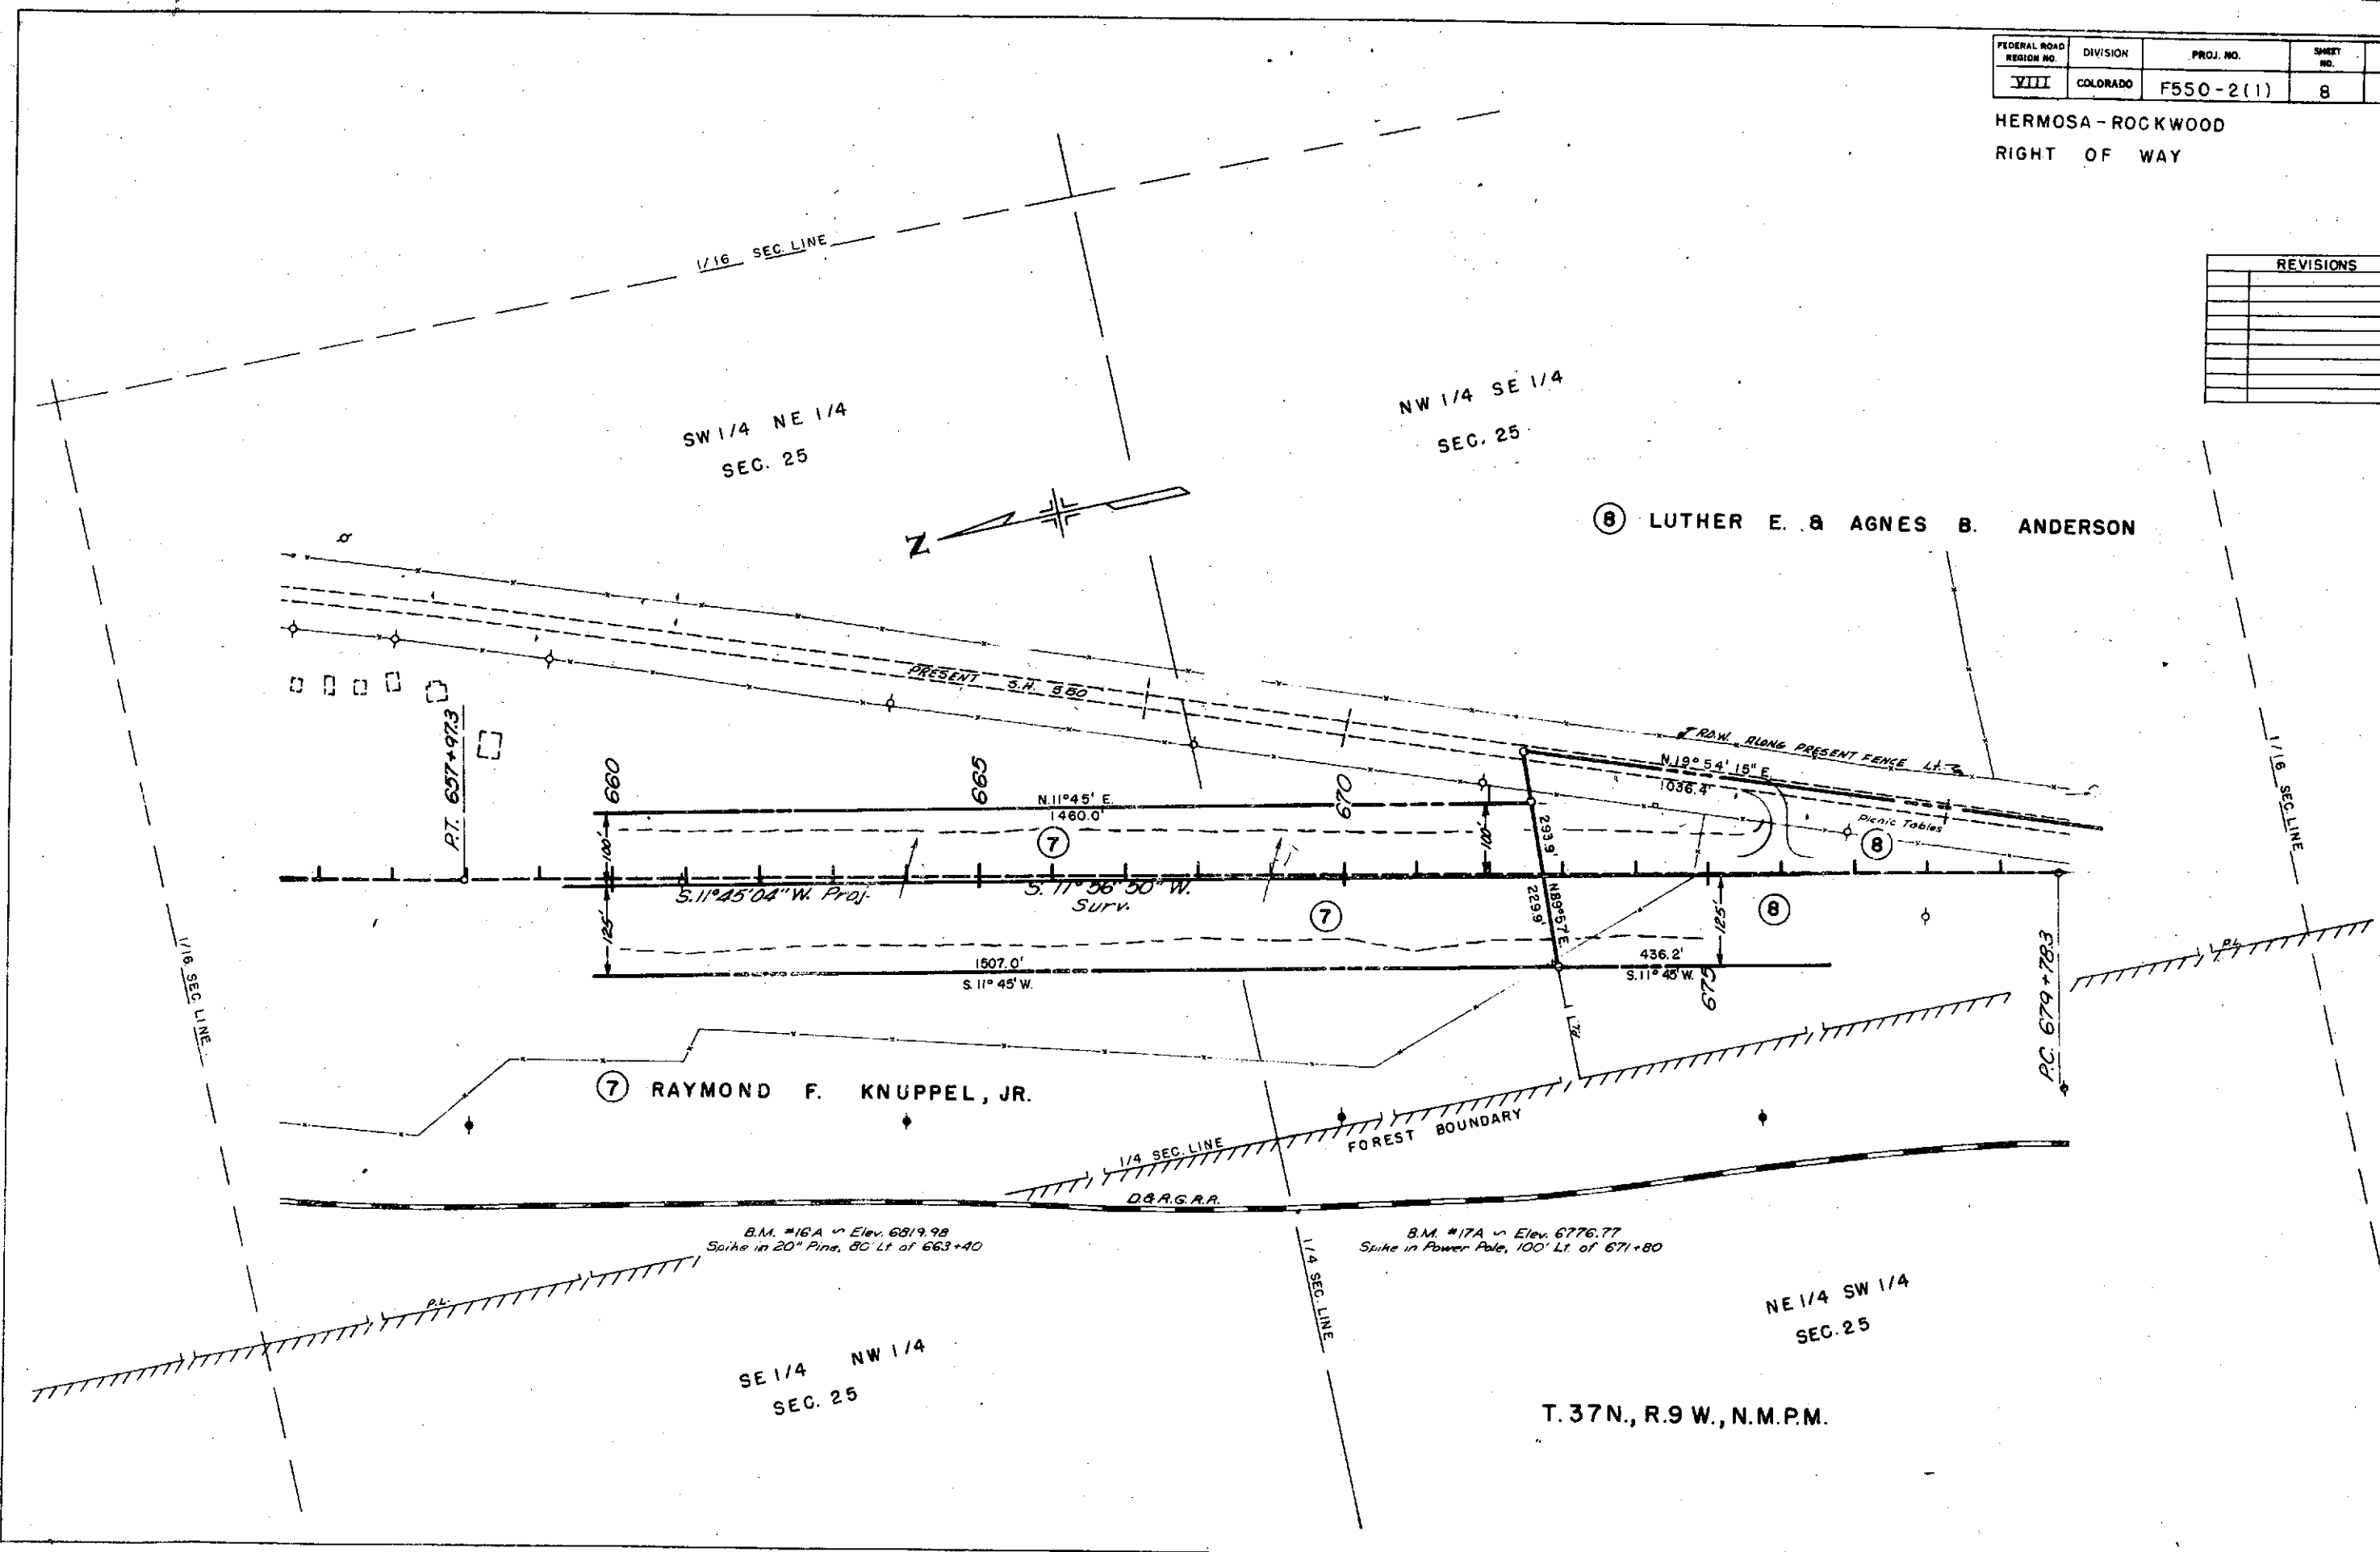 FEDERAL ROAD REGION NO. DIVISION PROJ. NO. SHEET NO.
VIII COLORADO F550-2(1) 8
HERMOSA-ROCKWOOD
RIGHT OF WAY
REVISIONS
1/16 SEC. LINE
SW 1/4 NE 1/4
SEC. 25
NW 1/4 SE 1/4
SEC. 25
N
8 LUTHER E. & AGNES B. ANDERSON
PRESENT S.H. 550
R.O.W. ALONG PRESENT FENCE Lt.
N.19°54'15"E.
1036.4'
Picnic Tables
1/16 SEC. LINE
P.T. 657+97.3
660
665
670
N.11°45' E.
1460.0'
100'
7
100'
293.9'
8
S.11°45'04"W. Proj.
S.11°56'50"W.
Surv.
125'
7
229.9'
N89°57'E.
125'
8
1507.0'
S.11°45'W.
436.2'
S.11°45'W.
675
P.C. 679+78.3
P.L.
1/16 SEC. LINE
P.L.
7 RAYMOND F. KNUPPEL, JR.
1/4 SEC. LINE
FOREST BOUNDARY
D.&R.G.R.R.
B.M. #16A ~ Elev. 6819.98
Spike in 20" Pine, 80' Lt of 663+40
B.M. #17A ~ Elev. 6776.77
Spike in Power Pole, 100' Lt. of 671+80
1/4 SEC. LINE
P.L.
SE 1/4 NW 1/4
SEC. 25
NE 1/4 SW 1/4
SEC. 25
T. 37N., R.9 W., N.M.P.M.